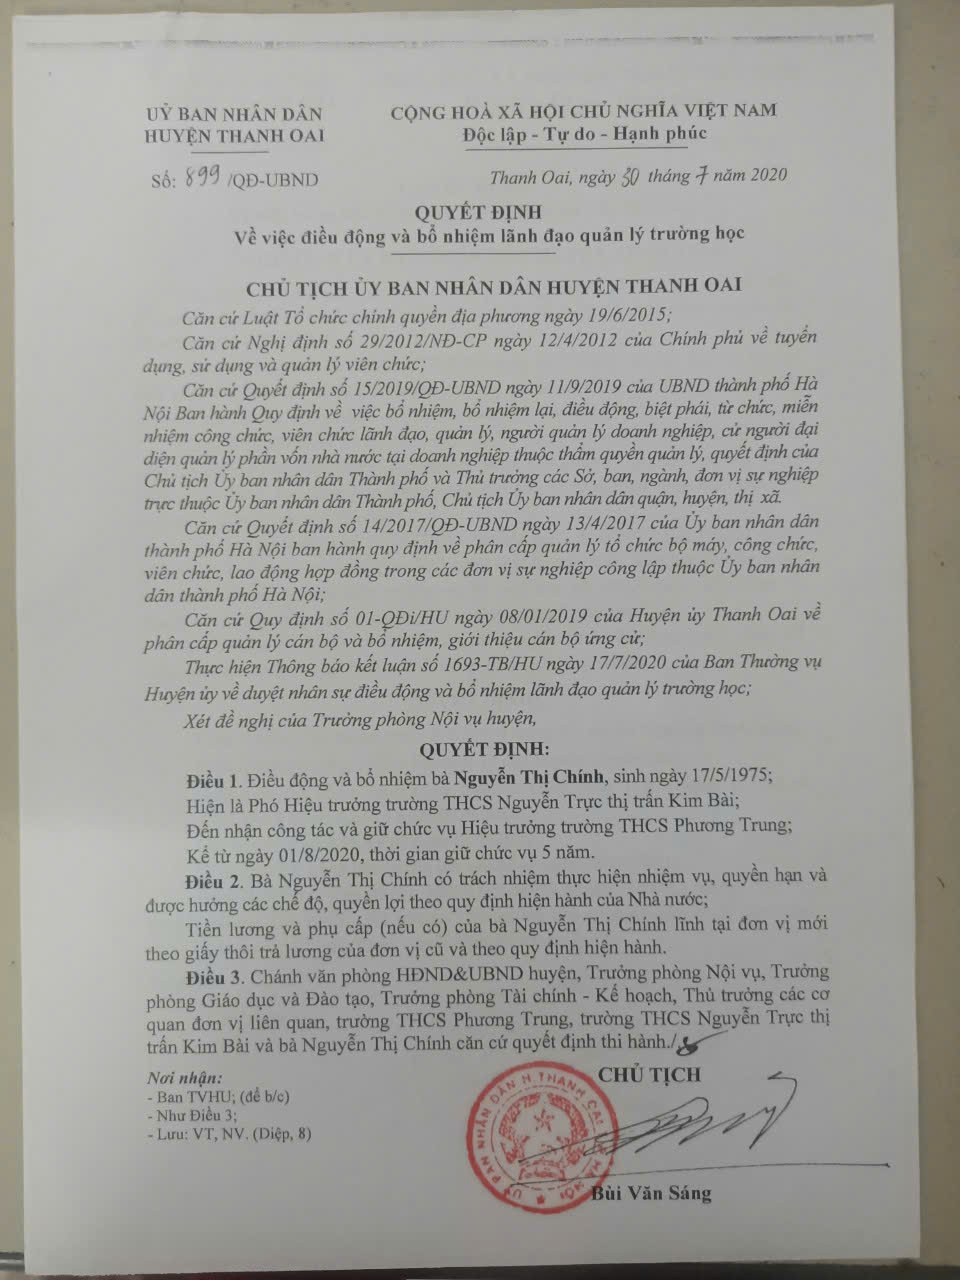 UỶ BAN NHÂN DÂN
HUYỆN THANH OAI
CỘNG HOÀ XÃ HỘI CHỦ NGHĨA VIỆT NAM
Độc lập - Tự do - Hạnh phúc
Số: 899 /QĐ-UBND
Thanh Oai, ngày 30 tháng 7 năm 2020
QUYẾT ĐỊNH
Về việc điều động và bổ nhiệm lãnh đạo quản lý trường học
CHỦ TỊCH ỦY BAN NHÂN DÂN HUYỆN THANH OAI
Căn cứ Luật Tổ chức chính quyền địa phương ngày 19/6/2015;
Căn cứ Nghị định số 29/2012/NĐ-CP ngày 12/4/2012 của Chính phủ về tuyển
dụng, sử dụng và quản lý viên chức;
Căn cứ Quyết định số 15/2019/QĐ-UBND ngày 11/9/2019 của UBND thành phố Hà
Nội Ban hành Quy định về việc bổ nhiệm, bổ nhiệm lại, điều động, biệt phái, từ chức, miễn
nhiệm công chức, viên chức lãnh đạo, quản lý, người quản lý doanh nghiệp, cử người đại
diện quản lý phần vốn nhà nước tại doanh nghiệp thuộc thẩm quyền quản lý, quyết định của
Chủ tịch Ủy ban nhân dân Thành phố và Thủ trưởng các Sở, ban, ngành, đơn vị sự nghiệp
trực thuộc Ủy ban nhân dân Thành phố, Chủ tịch Ủy ban nhân dân quận, huyện, thị xã.
Căn cứ Quyết định số 14/2017/QĐ-UBND ngày 13/4/2017 của Ủy ban nhân dân
thành phố Hà Nội ban hành quy định về phân cấp quản lý tổ chức bộ máy, công chức,
viên chức, lao động hợp đồng trong các đơn vị sự nghiệp công lập thuộc Ủy ban nhân
dân thành phố Hà Nội;
Căn cứ Quy định số 01-QĐi/HU ngày 08/01/2019 của Huyện ủy Thanh Oai về
phân cấp quản lý cán bộ và bổ nhiệm, giới thiệu cán bộ ứng cử;
Thực hiện Thông báo kết luận số 1693-TB/HU ngày 17/7/2020 của Ban Thường vụ
Huyện ủy về duyệt nhân sự điều động và bổ nhiệm lãnh đạo quản lý trường học;
Xét đề nghị của Trưởng phòng Nội vụ huyện,
QUYẾT ĐỊNH:
Điều 1. Điều động và bổ nhiệm bà Nguyễn Thị Chính, sinh ngày 17/5/1975;
Hiện là Phó Hiệu trưởng trường THCS Nguyễn Trực thị trấn Kim Bài;
Đến nhận công tác và giữ chức vụ Hiệu trưởng trường THCS Phương Trung;
Kể từ ngày 01/8/2020, thời gian giữ chức vụ 5 năm.
Điều 2. Bà Nguyễn Thị Chính có trách nhiệm thực hiện nhiệm vụ, quyền hạn và
được hưởng các chế độ, quyền lợi theo quy định hiện hành của Nhà nước;
Tiền lương và phụ cấp (nếu có) của bà Nguyễn Thị Chính lĩnh tại đơn vị mới
theo giấy thôi trả lương của đơn vị cũ và theo quy định hiện hành.
Điều 3. Chánh văn phòng HĐND&UBND huyện, Trưởng phòng Nội vụ, Trưởng
phòng Giáo dục và Đào tạo, Trưởng phòng Tài chính - Kế hoạch, Thủ trưởng các cơ
quan đơn vị liên quan, trường THCS Phương Trung, trường THCS Nguyễn Trực thị
trấn Kim Bài và bà Nguyễn Thị Chính căn cứ quyết định thi hành./.
Nơi nhận:
- Ban TVHU; (để b/c)
- Như Điều 3;
- Lưu: VT, NV. (Diệp, 8)
CHỦ TỊCH
UỶ BAN NHÂN DÂN H. THANH OAI
HÀ NỘI
Bùi Văn Sáng